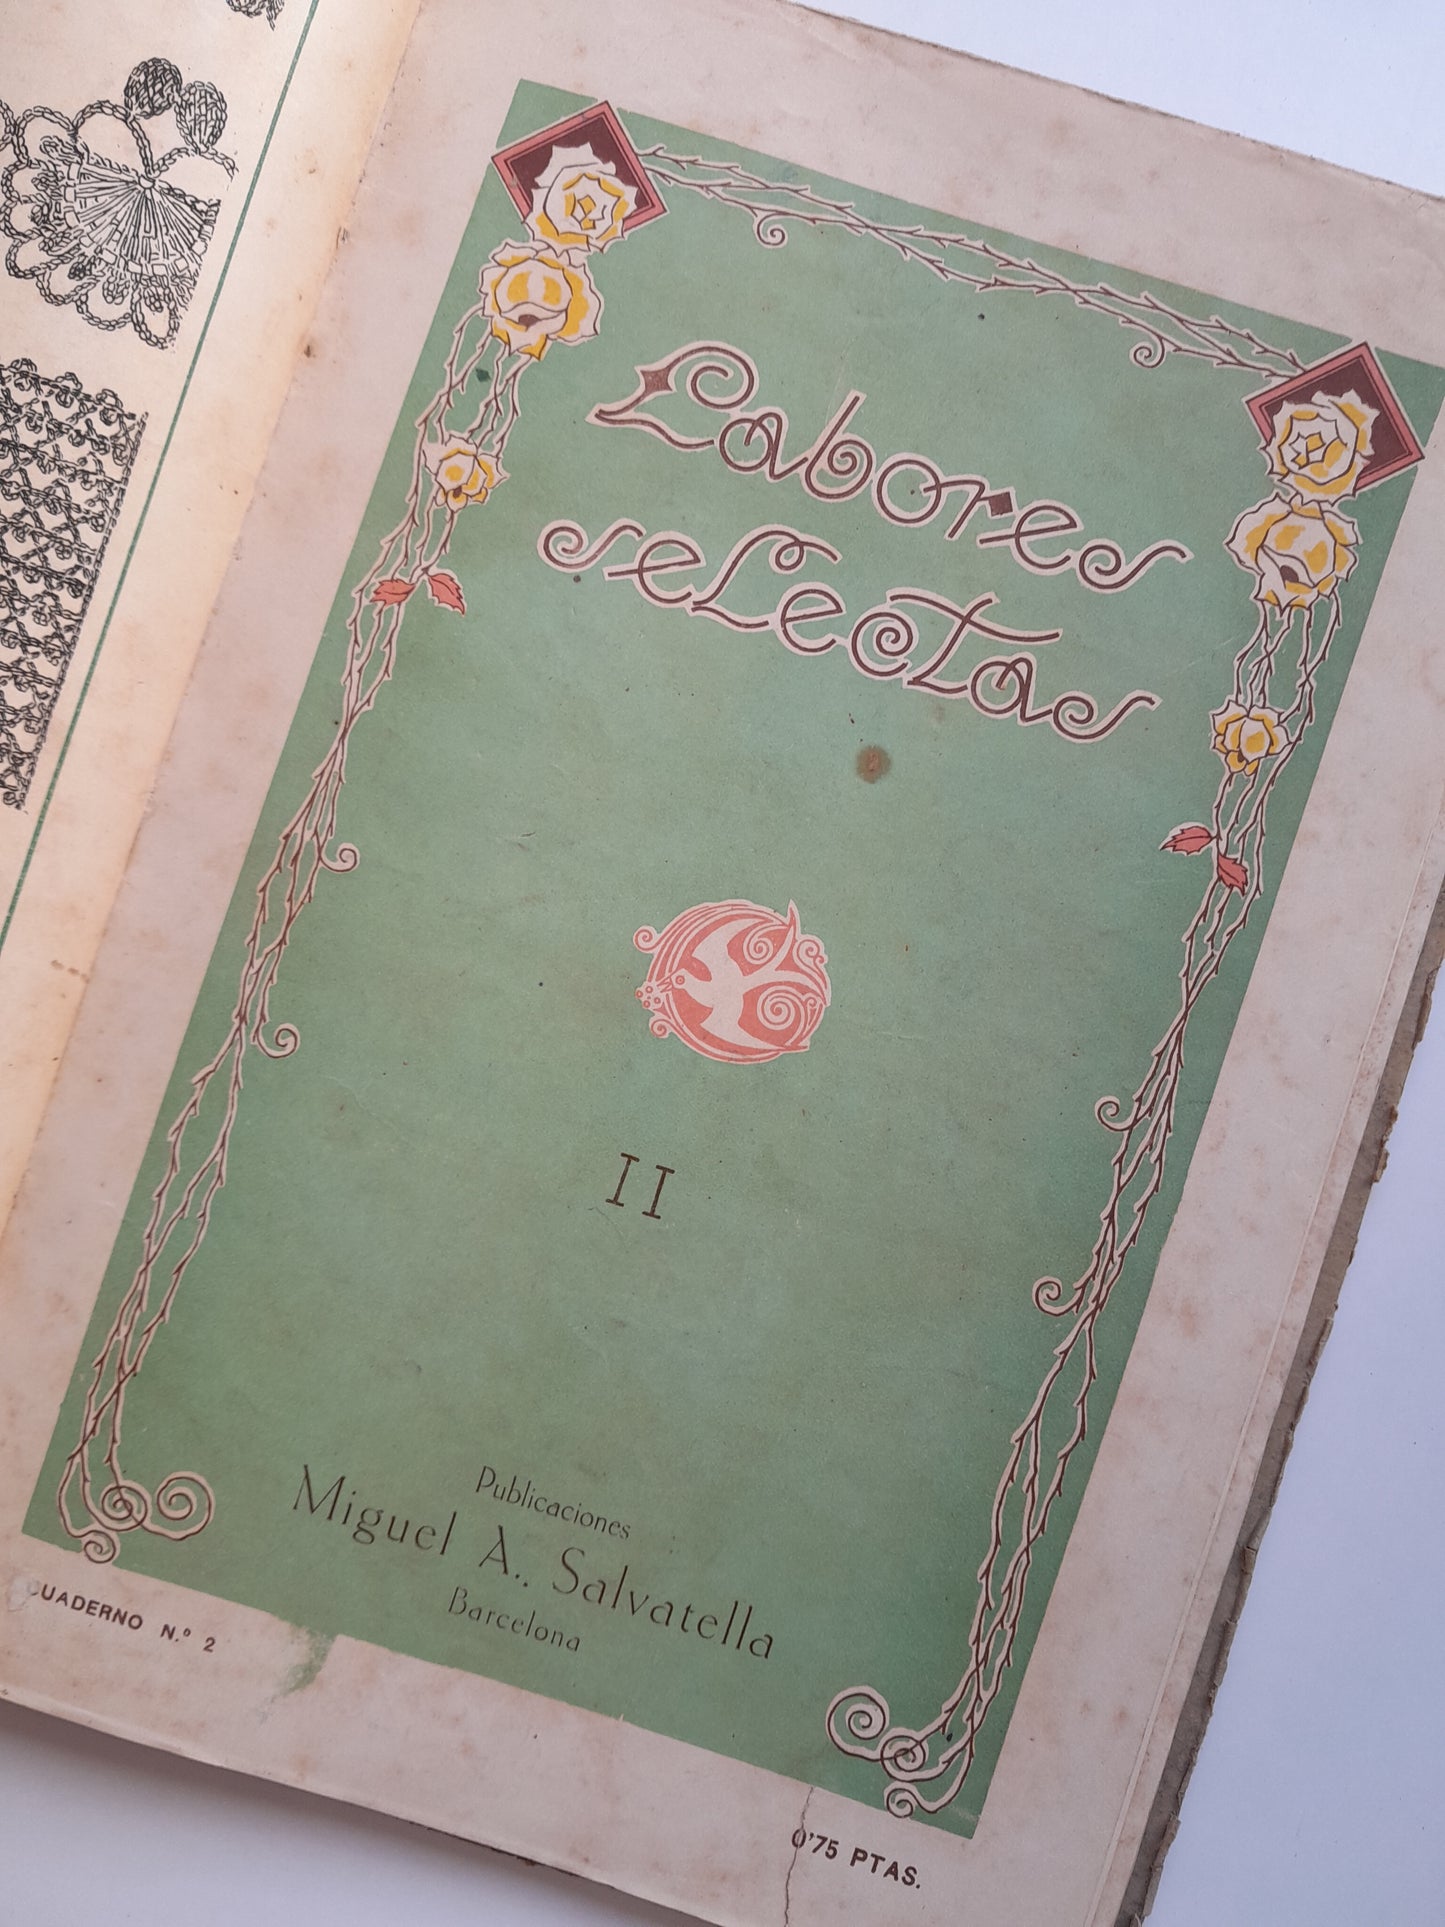 Labores
seLectas
II
Publicaciones
Miguel A.. Salvatella
Barcelona
CUADERNO N.º 2
0'75 PTAS.